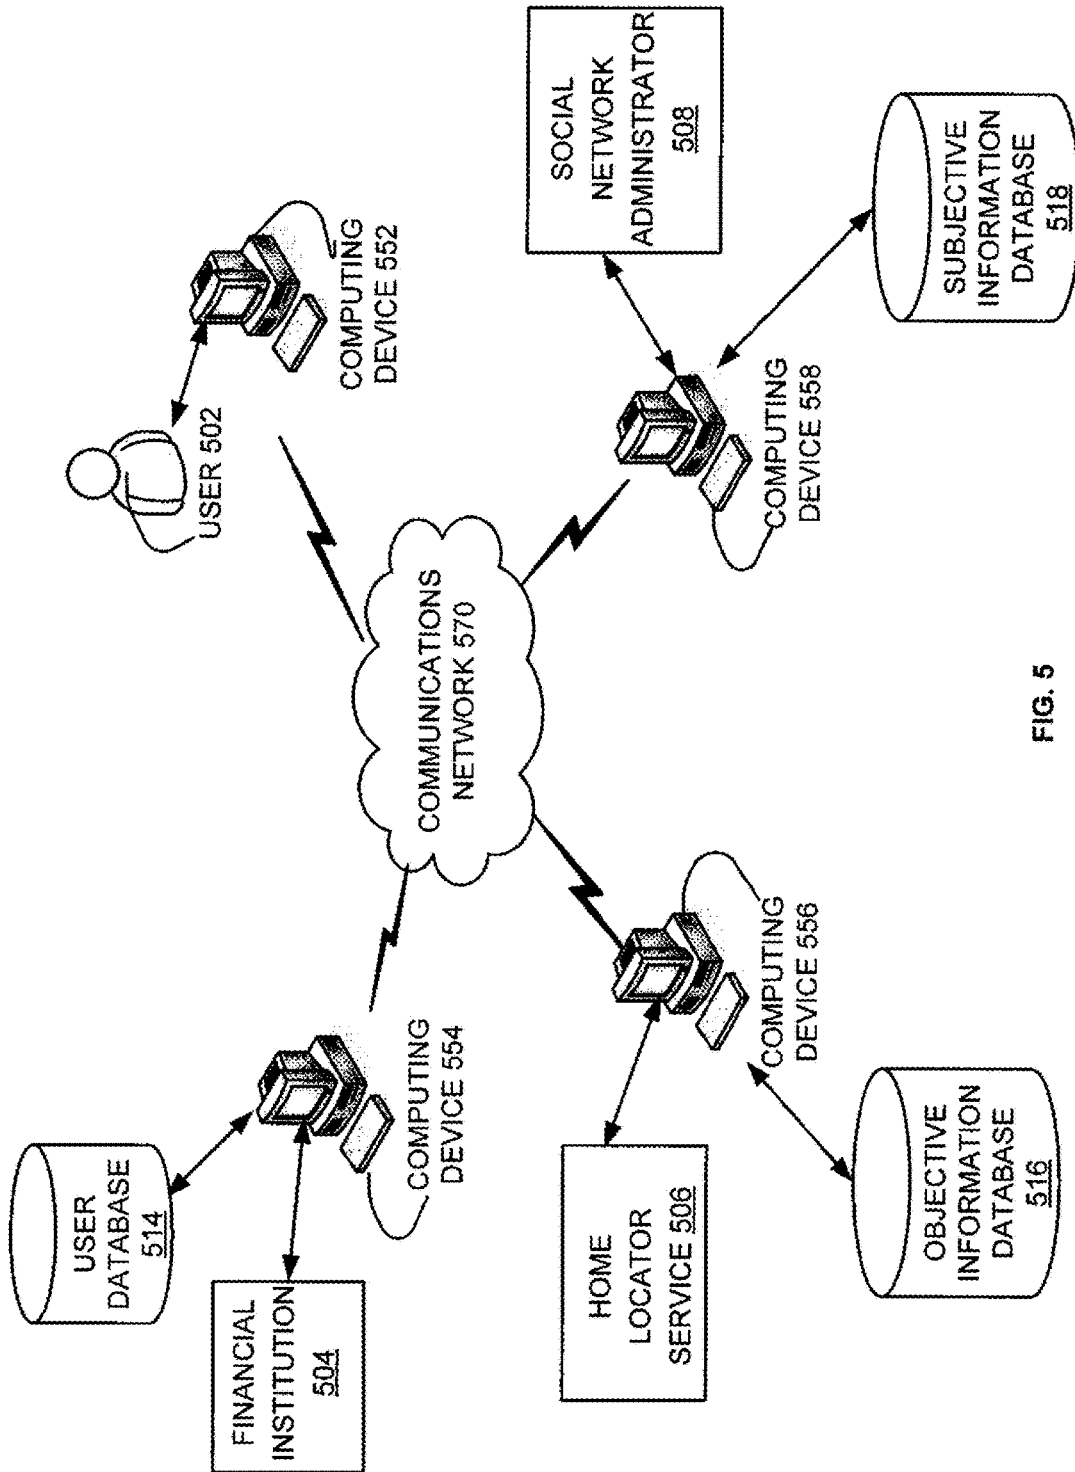 USER
DATABASE
514
FINANCIAL
INSTITUTION
504
COMPUTING
DEVICE 554
USER 502
COMPUTING
DEVICE 552
COMMUNICATIONS
NETWORK 570
HOME
LOCATOR
SERVICE 506
COMPUTING
DEVICE 556
OBJECTIVE
INFORMATION
DATABASE
516
SOCIAL
NETWORK
ADMINISTRATOR
508
COMPUTING
DEVICE 558
SUBJECTIVE
INFORMATION
DATABASE
518
FIG. 5